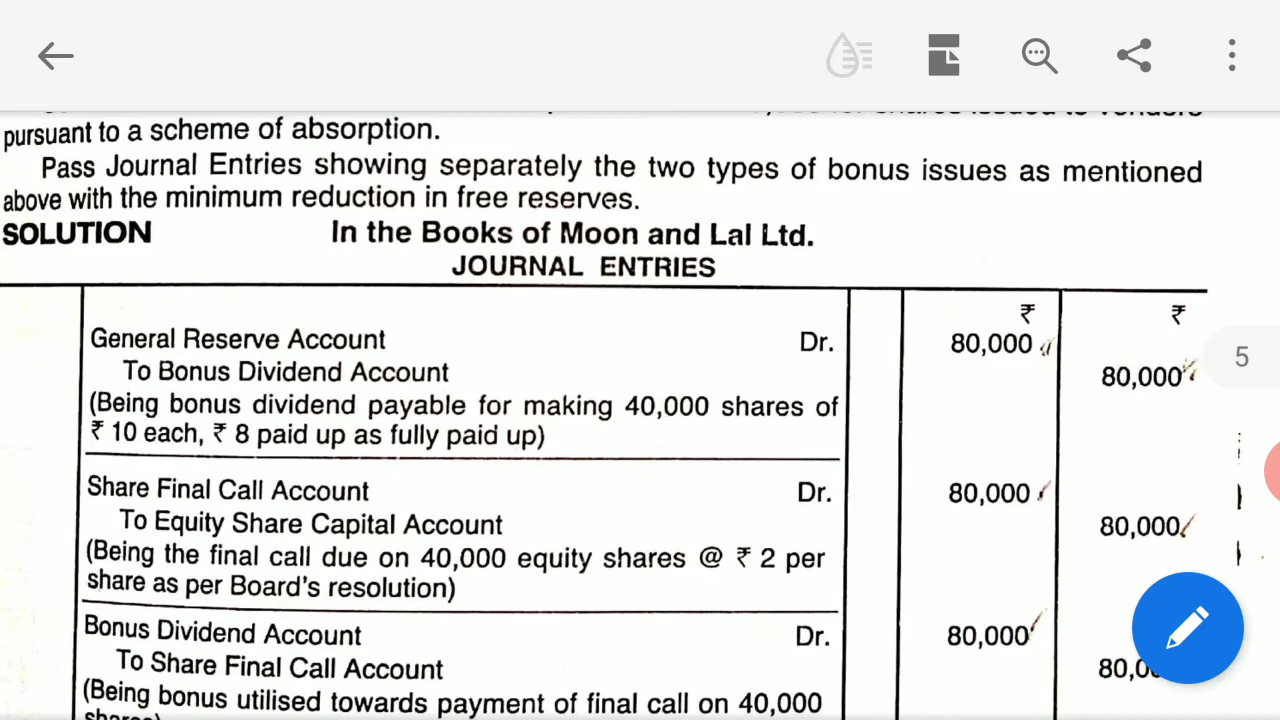 pursuant to a scheme of absorption.
Pass Journal Entries showing separately the two types of bonus issues as mentioned
above with the minimum reduction in free reserves.
SOLUTION In the Books of Moon and Lal Ltd.
JOURNAL ENTRIES
₹ ₹
General Reserve Account Dr. 80,000
To Bonus Dividend Account 80,000
(Being bonus dividend payable for making 40,000 shares of
₹ 10 each, ₹ 8 paid up as fully paid up)
Share Final Call Account Dr. 80,000
To Equity Share Capital Account 80,000
(Being the final call due on 40,000 equity shares @ ₹ 2 per
share as per Board's resolution)
Bonus Dividend Account Dr. 80,000
To Share Final Call Account
(Being bonus utilised towards payment of final call on 40,000
5